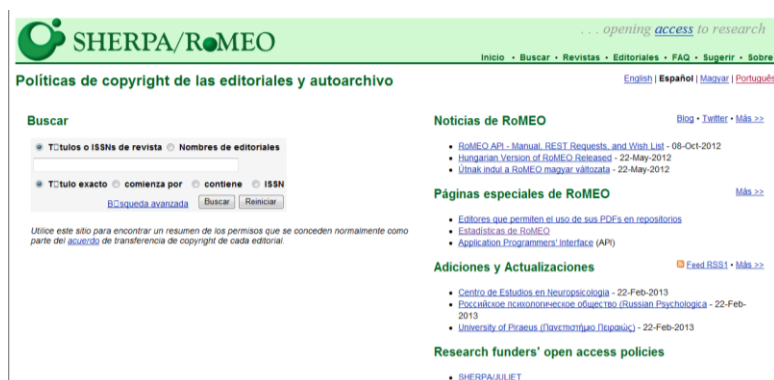 SHERPA/RoMEO
. . . opening access to research
Inicio • Buscar • Revistas • Editoriales • FAQ • Sugerir • Sobre
Políticas de copyright de las editoriales y autoarchivo
English | Español | Magyar | Português
Buscar
T□tulos o ISSNs de revista Nombres de editoriales
T□tulo exacto comienza por contiene ISSN
B□squeda avanzada Buscar Reiniciar
Utilice este sitio para encontrar un resumen de los permisos que se conceden normalmente como
parte del acuerdo de transferencia de copyright de cada editorial.
Noticias de RoMEO Blog • Twitter • Más >>
• RoMEO API - Manual, REST Requests, and Wish List - 08-Oct-2012
• Hungarian Version of RoMEO Released - 22-May-2012
• Útnak indul a RoMEO magyar változata - 22-May-2012
Páginas especiales de RoMEO Más >>
• Editores que permiten el uso de sus PDFs en repositorios
• Estadísticas de RoMEO
• Application Programmers' Interface (API)
Adiciones y Actualizaciones Feed RSS1 • Más >>
• Centro de Estudios en Neuropsicologia - 22-Feb-2013
• Российское психологическое общество (Russian Psychologica - 22-Feb-
2013
• University of Piraeus (Πανεπιστήμιο Πειραιώς) - 22-Feb-2013
Research funders' open access policies
• SHERPA/JULIET